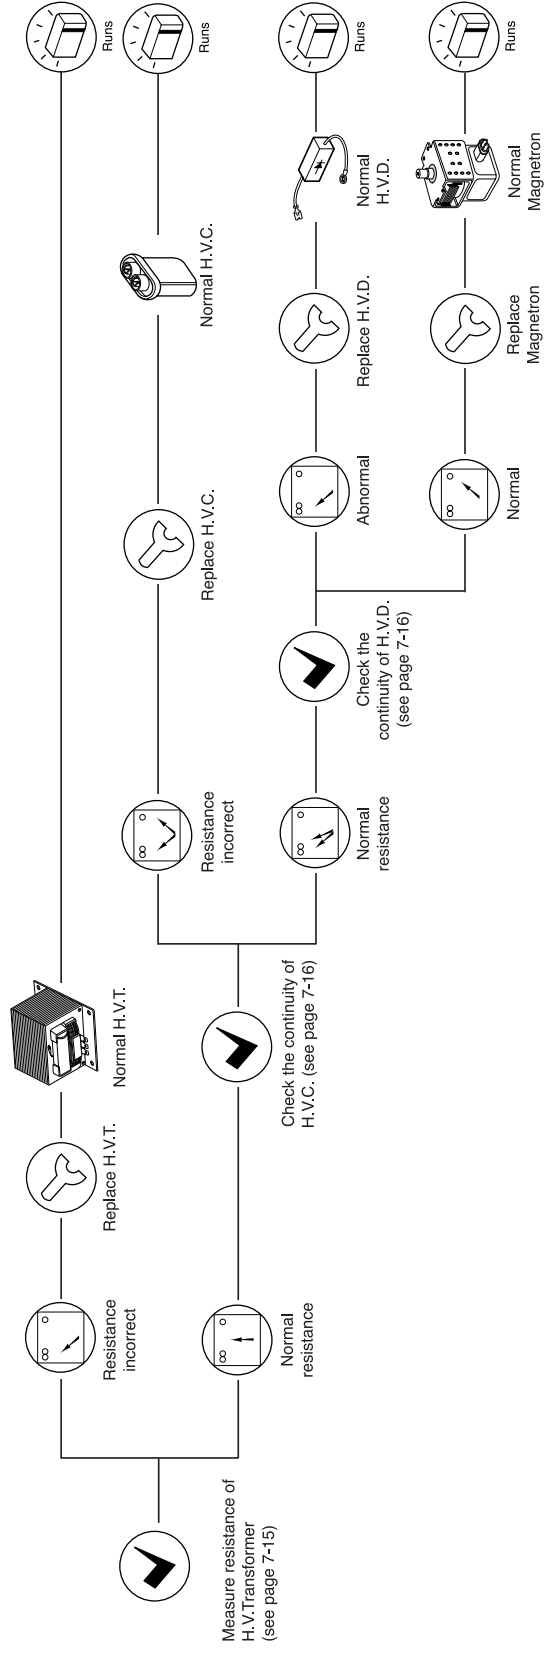 Measure resistance of
H.V.Transformer
(see page 7-15)
Resistance
incorrect
Replace H.V.T.
Normal H.V.T.
Runs
Normal
resistance
Check the continuity of
H.V.C. (see page 7-16)
Resistance
incorrect
Replace H.V.C.
Normal H.V.C.
Runs
Normal
resistance
Check the
continuity of H.V.D.
(see page 7-16)
Abnormal
Replace H.V.D.
Normal
H.V.D.
Runs
Normal
Replace
Magnetron
Normal
Magnetron
Runs